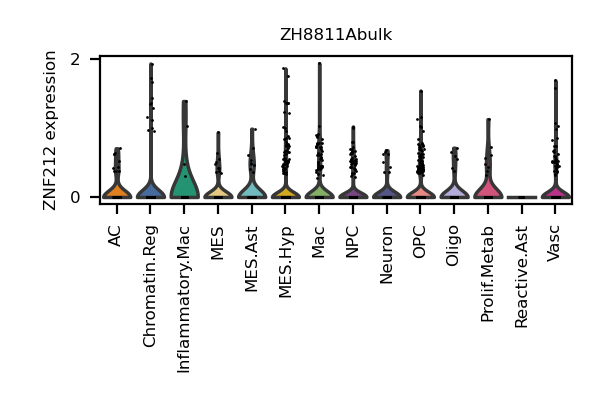 ZH8811Abulk
ZNF212 expression
2
0
AC
Chromatin.Reg
Inflammatory.Mac
MES
MES.Ast
MES.Hyp
Mac
NPC
Neuron
OPC
Oligo
Prolif.Metab
Reactive.Ast
Vasc